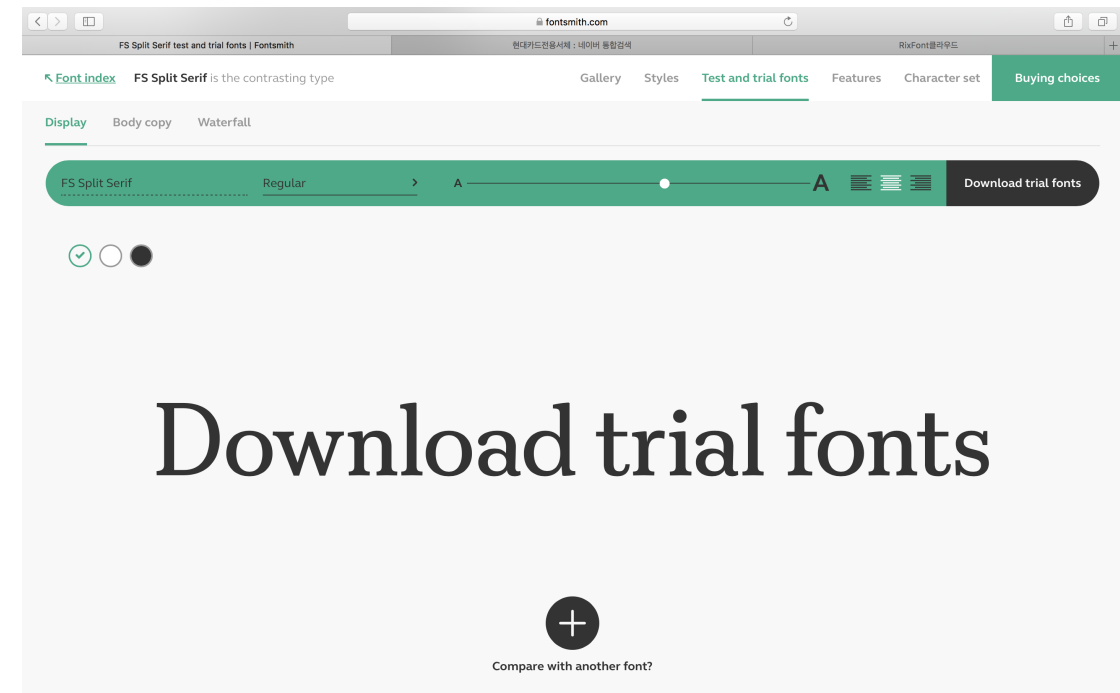 fontsmith.com
FS Split Serif test and trial fonts | Fontsmith
현대카드전용서체 : 네이버 통합검색
RixFont클라우드
Font index FS Split Serif is the contrasting type
Gallery Styles Test and trial fonts Features Character set Buying choices
Display Body copy Waterfall
FS Split Serif Regular A A Download trial fonts
Download trial fonts
Compare with another font?